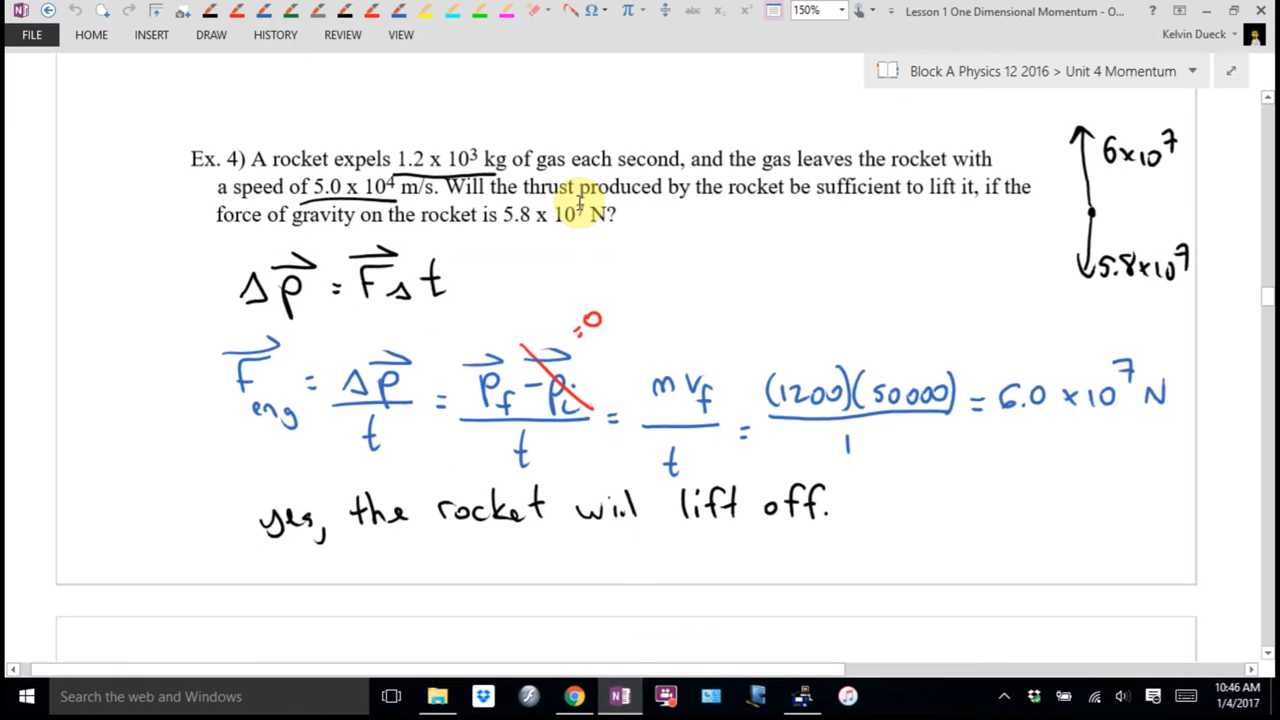 150%
Lesson 1 One Dimensional Momentum - O...
FILE HOME INSERT DRAW HISTORY REVIEW VIEW
Kelvin Dueck
Block A Physics 12 2016 > Unit 4 Momentum
Ex. 4) A rocket expels 1.2 x 10³ kg of gas each second, and the gas leaves the rocket with
a speed of 5.0 x 10⁴ m/s. Will the thrust produced by the rocket be sufficient to lift it, if the
force of gravity on the rocket is 5.8 x 10⁷ N?
6x10⁷
5.8x10⁷
Δp = FΔt
=0
F eng = Δp/t = (pf - pi)/t = mvf/t = (1200)(50000)/1 = 6.0 x 10⁷ N
yes, the rocket will lift off.
Search the web and Windows
10:46 AM
1/4/2017